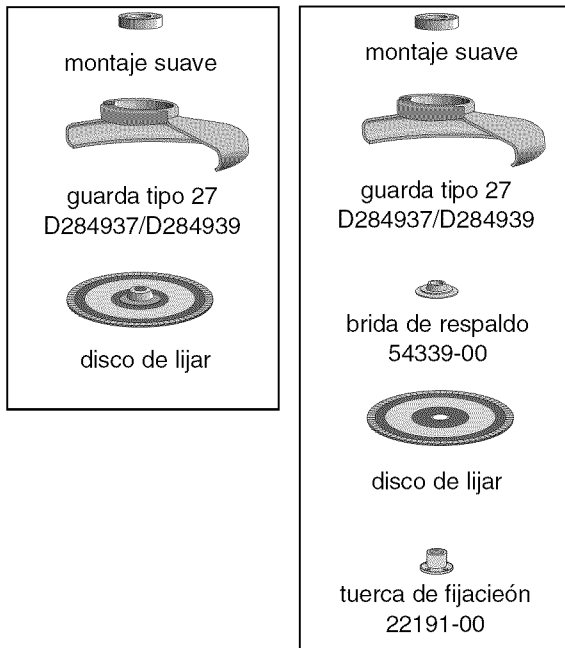 montaje suave
guarda tipo 27
D284937/D284939
disco de lijar
montaje suave
guarda tipo 27
D284937/D284939
brida de respaldo
54339-00
disco de lijar
tuerca de fijacieón
22191-00